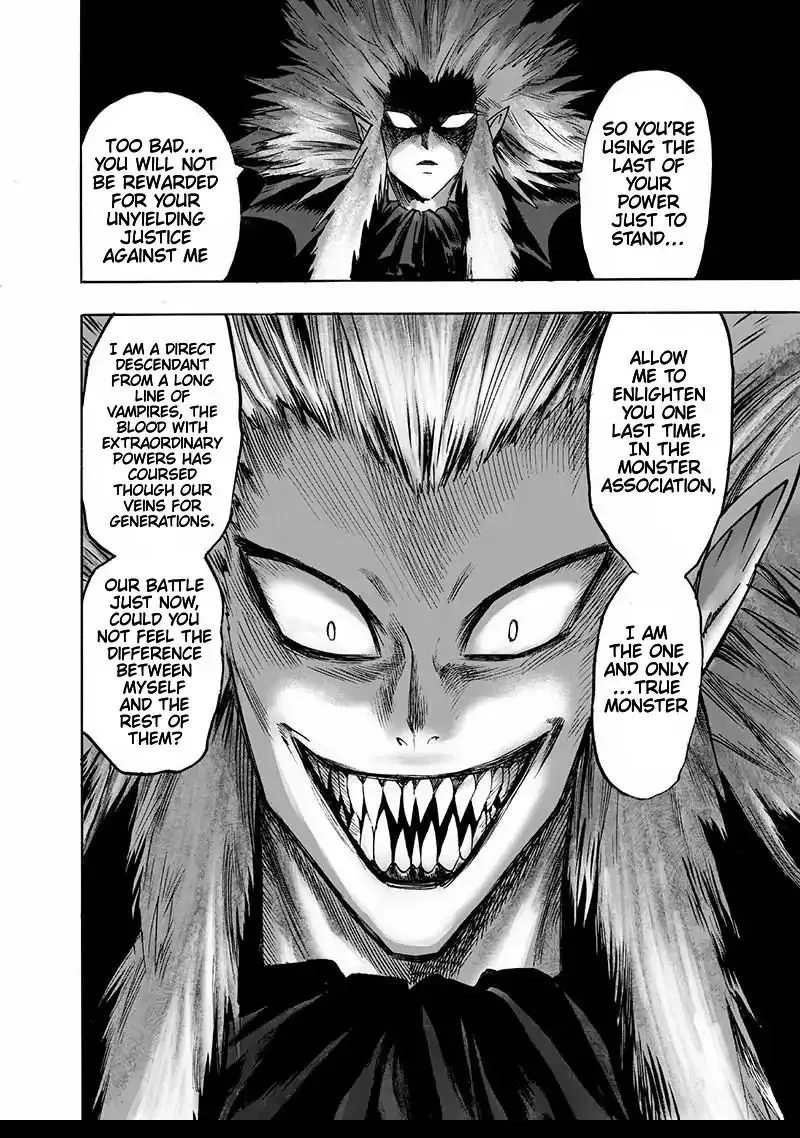 SO YOU'RE
USING THE
LAST OF
YOUR
POWER
JUST TO
STAND...
TOO BAD...
YOU WILL NOT
BE REWARDED
FOR YOUR
UNYIELDING
JUSTICE
AGAINST ME
ALLOW
ME TO
ENLIGHTEN
YOU ONE
LAST TIME.
IN THE
MONSTER
ASSOCIATION,
I AM
THE ONE
AND ONLY
...TRUE
MONSTER
I AM A DIRECT
DESCENDANT
FROM A LONG
LINE OF
VAMPIRES, THE
BLOOD WITH
EXTRAORDINARY
POWERS HAS
COURSED
THOUGH OUR
VEINS FOR
GENERATIONS.
OUR BATTLE
JUST NOW,
COULD YOU
NOT FEEL THE
DIFFERENCE
BETWEEN
MYSELF
AND THE
REST OF
THEM?